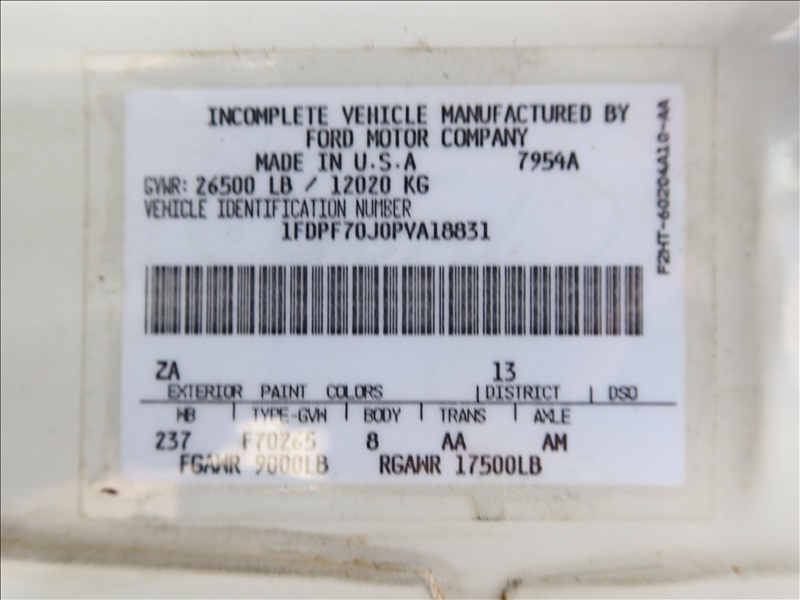 INCOMPLETE VEHICLE MANUFACTURED BY
FORD MOTOR COMPANY
MADE IN U.S.A 7954A
GVWR: 26500 LB / 12020 KG
VEHICLE IDENTIFICATION NUMBER
1FDPF70J0PVA18831
F2HT-60204A10-AA
ZA 13
EXTERIOR PAINT COLORS | DISTRICT | DSO
WB | TYPE-GVW | BODY | TRANS | AXLE
237 F70265 8 AA AM
FGAWR 9000LB RGAWR 17500LB